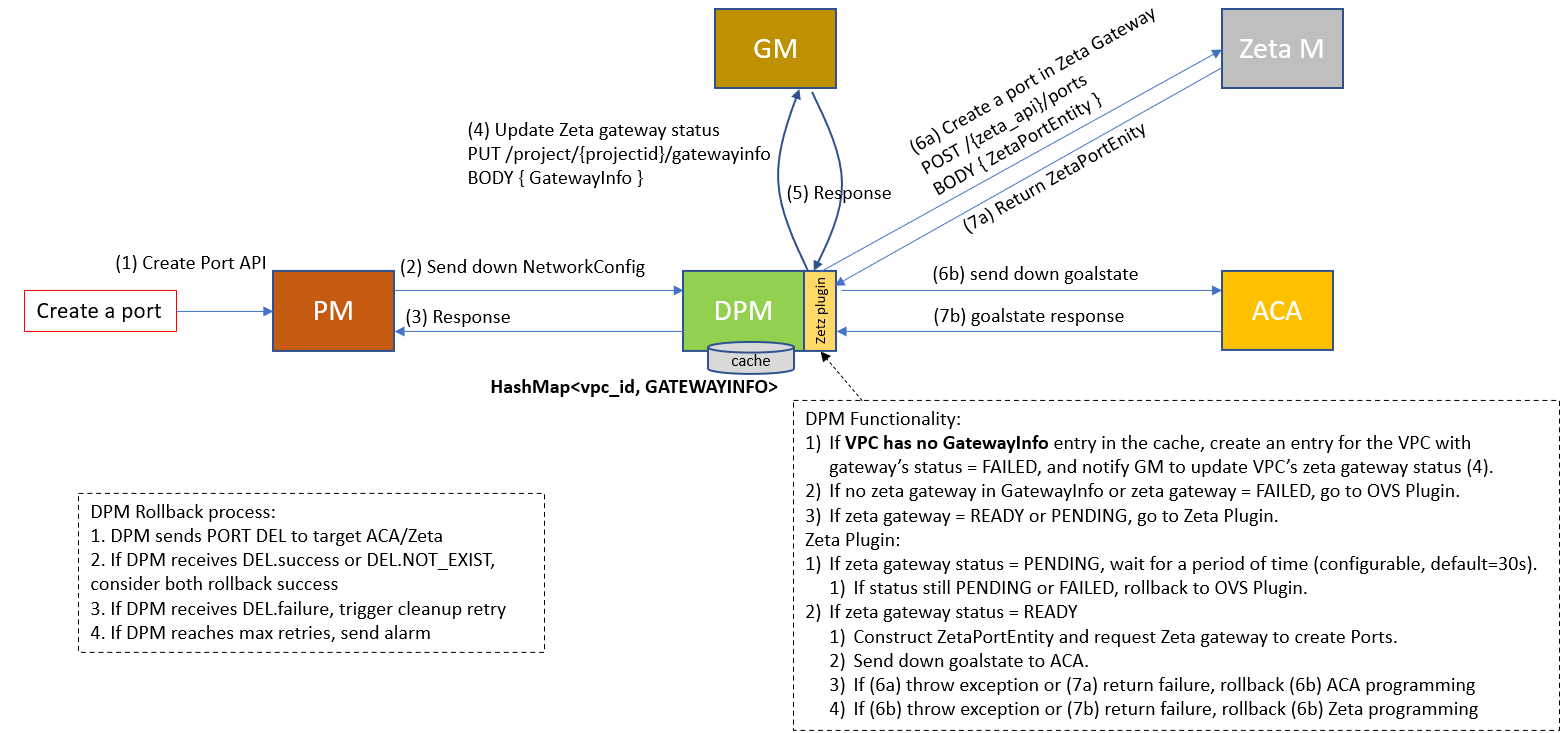 GM
Zeta M
(6a) Create a port in Zeta Gateway
POST /{zeta_api}/ports
BODY { ZetaPortEntity }
(7a) Return ZetaPortEnity
(4) Update Zeta gateway status
PUT /project/{projectid}/gatewayinfo
BODY { GatewayInfo }
(5) Response
(1) Create Port API
Create a port
PM
(2) Send down NetworkConfig
(3) Response
DPM
Zetz plugin
cache
HashMap<vpc_id, GATEWAYINFO>
(6b) send down goalstate
(7b) goalstate response
ACA
DPM Functionality:
1) If VPC has no GatewayInfo entry in the cache, create an entry for the VPC with
gateway’s status = FAILED, and notify GM to update VPC’s zeta gateway status (4).
2) If no zeta gateway in GatewayInfo or zeta gateway = FAILED, go to OVS Plugin.
3) If zeta gateway = READY or PENDING, go to Zeta Plugin.
Zeta Plugin:
1) If zeta gateway status = PENDING, wait for a period of time (configurable, default=30s).
1) If status still PENDING or FAILED, rollback to OVS Plugin.
2) If zeta gateway status = READY
1) Construct ZetaPortEntity and request Zeta gateway to create Ports.
2) Send down goalstate to ACA.
3) If (6a) throw exception or (7a) return failure, rollback (6b) ACA programming
4) If (6b) throw exception or (7b) return failure, rollback (6b) Zeta programming
DPM Rollback process:
1. DPM sends PORT DEL to target ACA/Zeta
2. If DPM receives DEL.success or DEL.NOT_EXIST,
consider both rollback success
3. If DPM receives DEL.failure, trigger cleanup retry
4. If DPM reaches max retries, send alarm